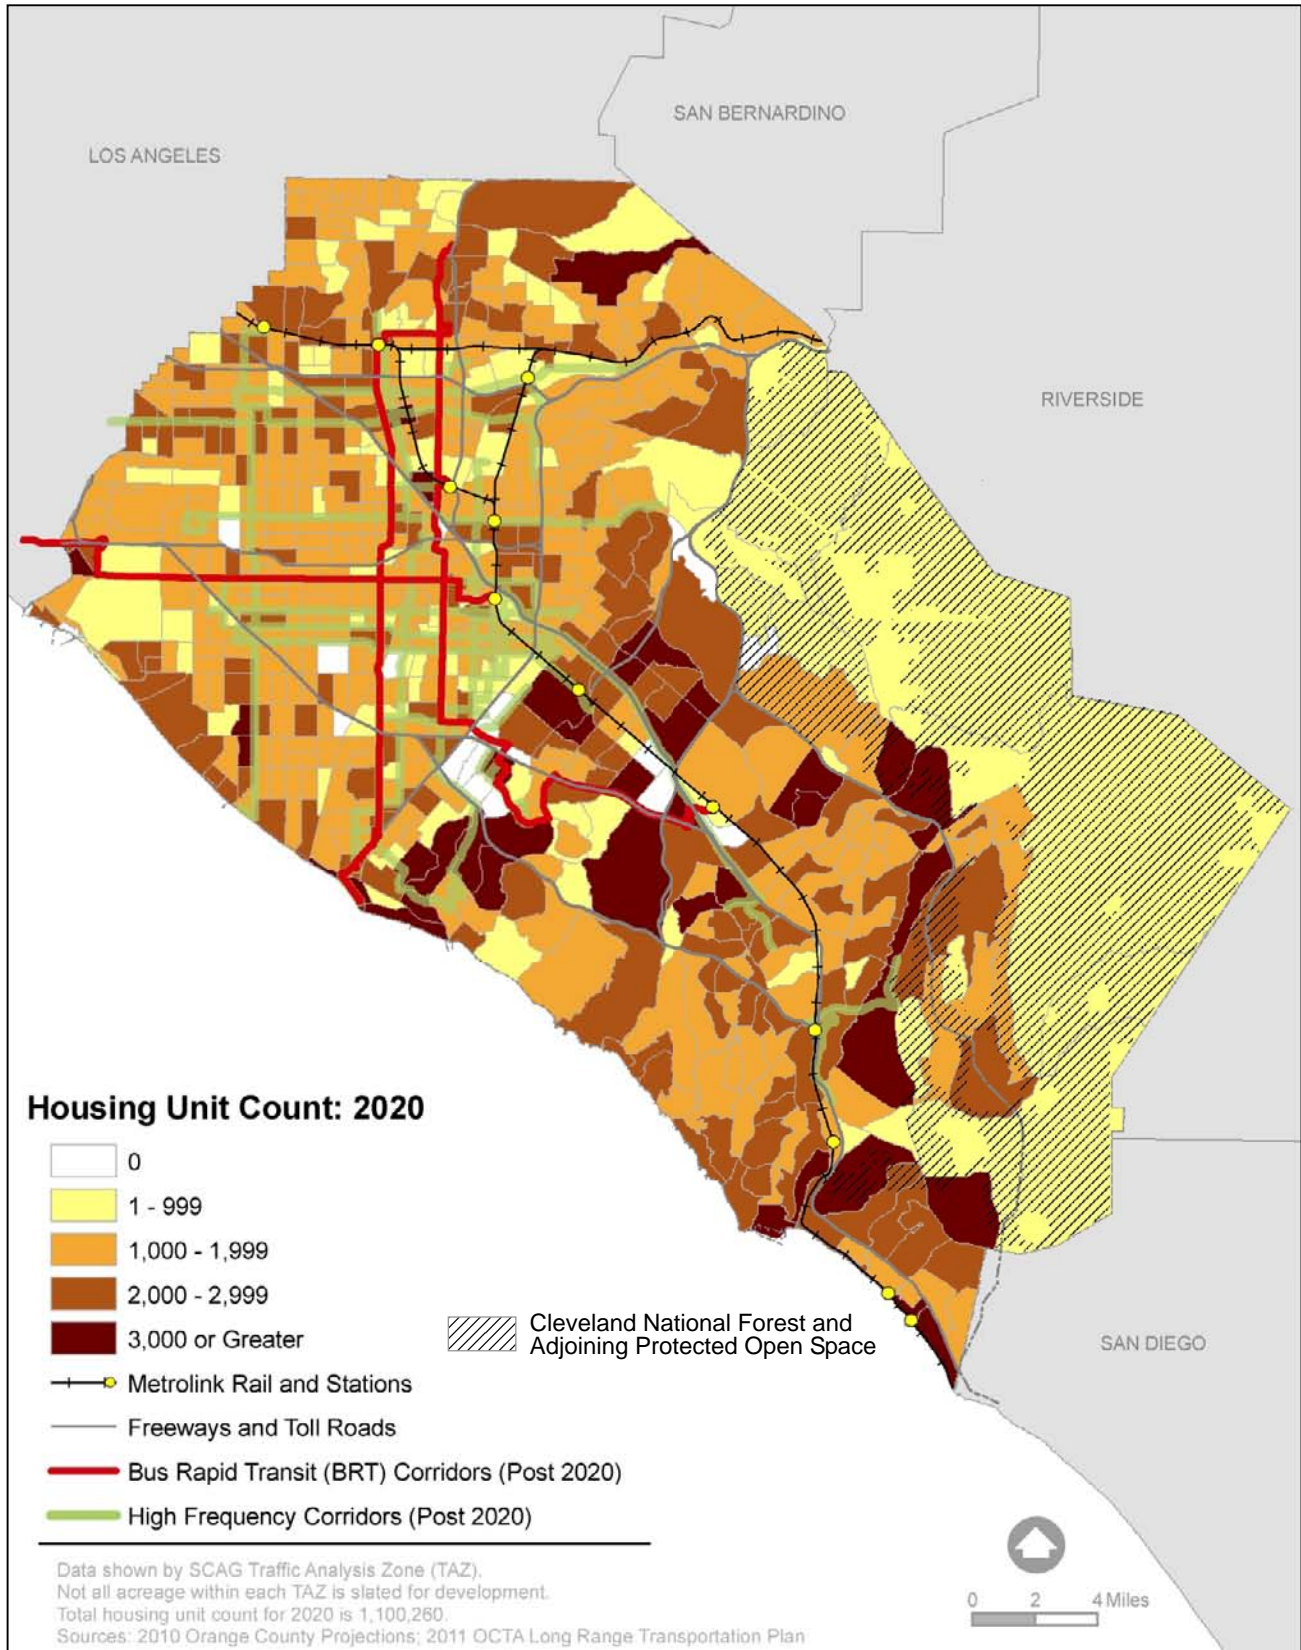 SAN BERNARDINO
LOS ANGELES
RIVERSIDE
Housing Unit Count: 2020
0
1 - 999
1,000 - 1,999
2,000 - 2,999
3,000 or Greater
Cleveland National Forest and
Adjoining Protected Open Space
SAN DIEGO
Metrolink Rail and Stations
Freeways and Toll Roads
Bus Rapid Transit (BRT) Corridors (Post 2020)
High Frequency Corridors (Post 2020)
Data shown by SCAG Traffic Analysis Zone (TAZ).
Not all acreage within each TAZ is slated for development.
Total housing unit count for 2020 is 1,100,260.
Sources: 2010 Orange County Projections; 2011 OCTA Long Range Transportation Plan
0 2 4 Miles